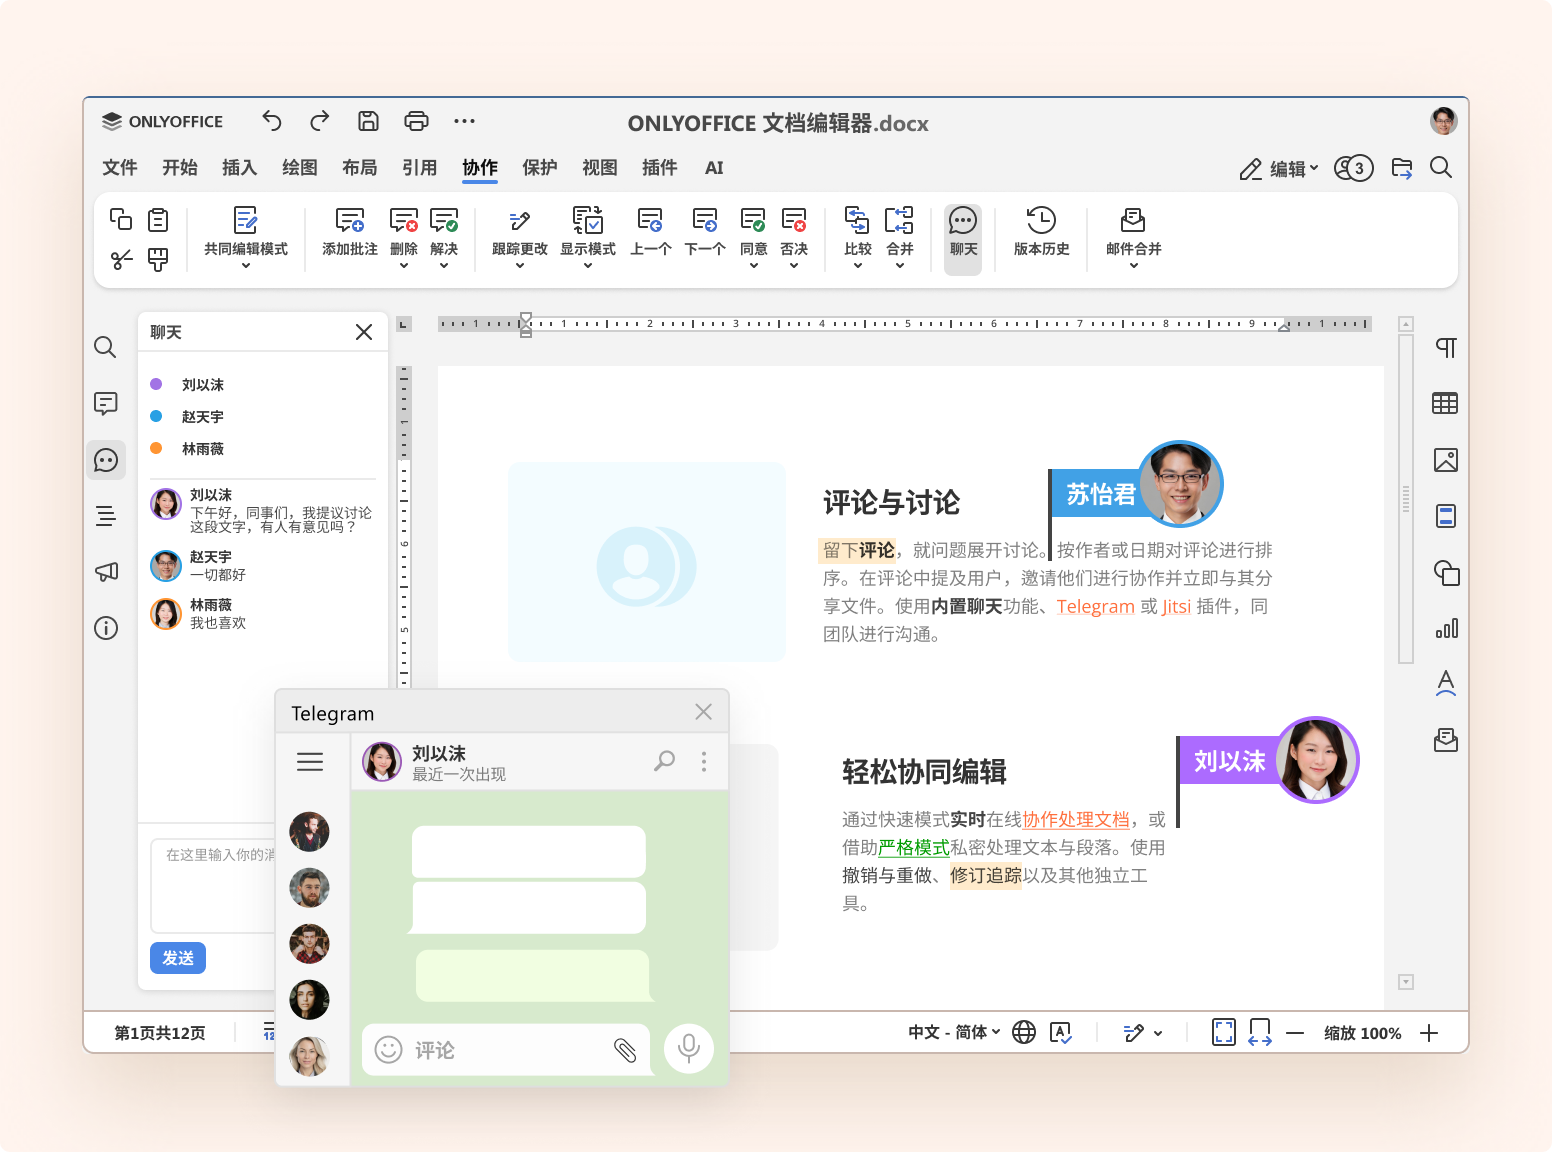 ONLYOFFICE
ONLYOFFICE 文档编辑器.docx
文件 开始 插入 绘图 布局 引用 协作 保护 视图 插件 AI
编辑 3
共同编辑模式 添加批注 删除 解决 跟踪更改 显示模式 上一个 下一个 同意 否决 比较 合并 聊天 版本历史 邮件合并
聊天
1 1 2 3 4 5 6 7 8 9 1
刘以沫
赵天宇
林雨薇
刘以沫
下午好，同事们，我提议讨论
这段文字，有人有意见吗？
赵天宇
一切都好
林雨薇
我也喜欢
在这里输入你的消
发送
1
6
5
评论与讨论
苏怡君
留下评论，就问题展开讨论。按作者或日期对评论进行排
序。在评论中提及用户，邀请他们进行协作并立即与其分
享文件。使用内置聊天功能、Telegram 或 Jitsi 插件，同
团队进行沟通。
轻松协同编辑
刘以沫
通过快速模式实时在线协作处理文档，或
借助严格模式私密处理文本与段落。使用
撤销与重做、修订追踪以及其他独立工
具。
Telegram
刘以沫
最近一次出现
评论
第1页共12页
12
中文 - 简体
缩放 100%